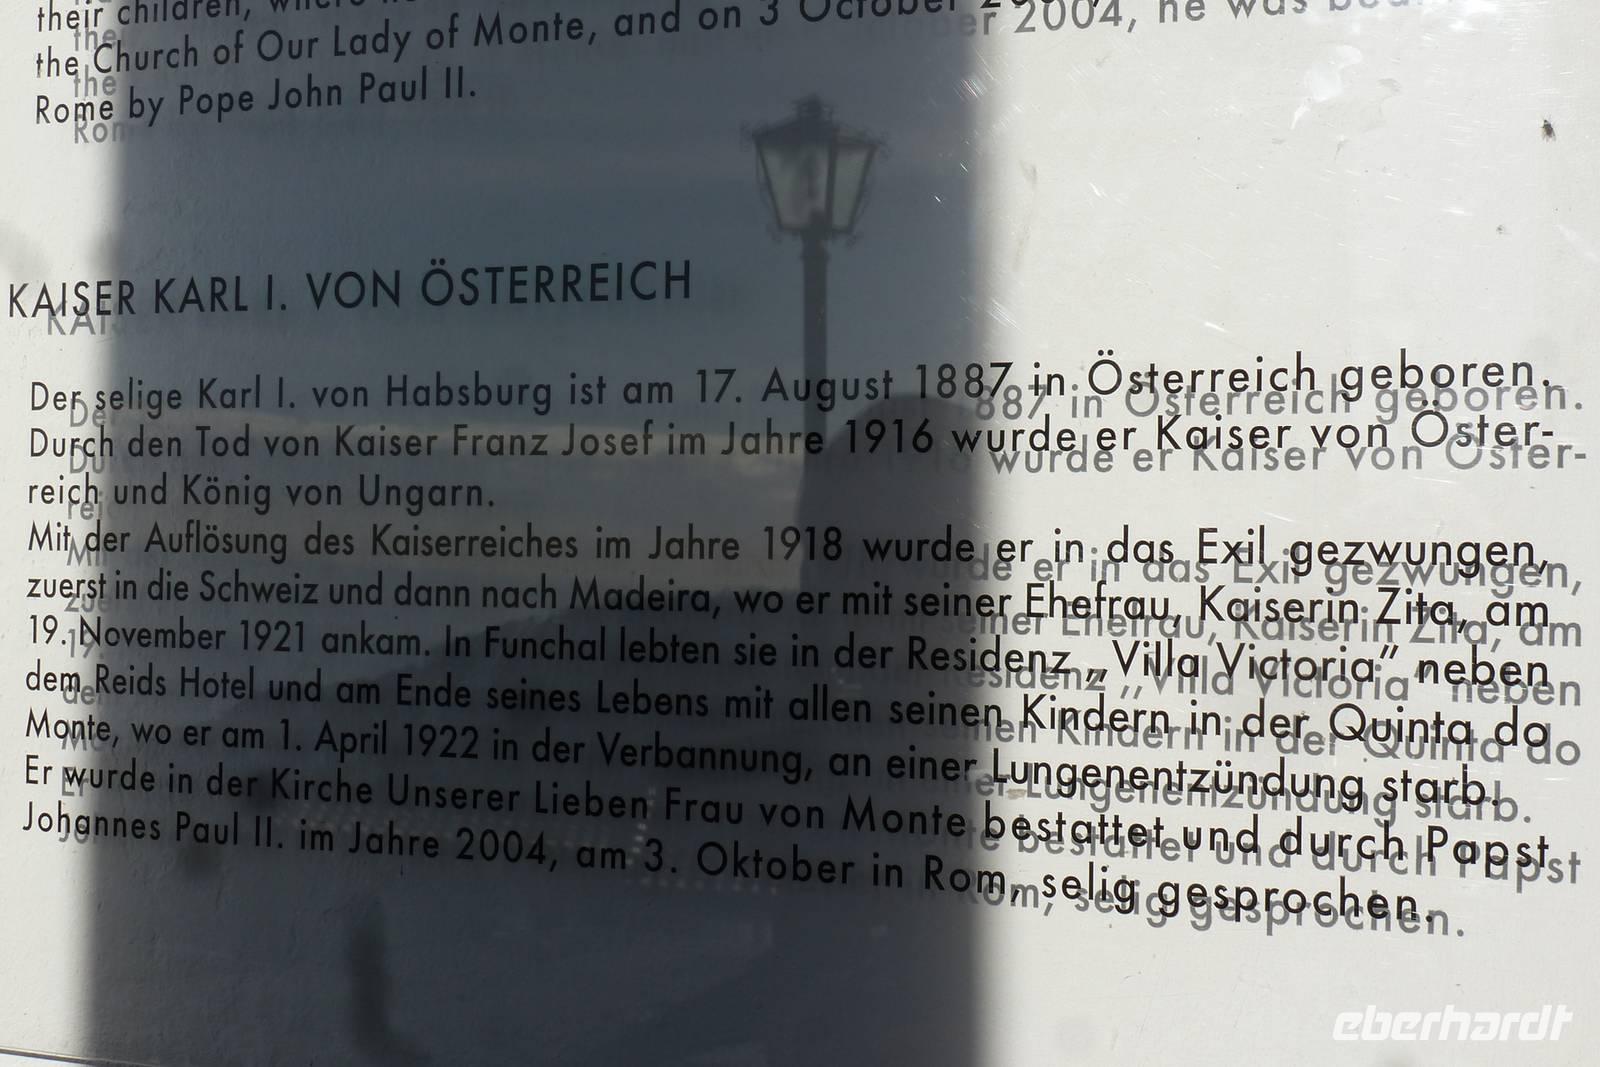 their children, where
the Church of Our Lady of Monte, and on 3 October 2004, he was
Rome by Pope John Paul II.
KAISER KARL I. VON ÖSTERREICH
Der selige Karl I. von Habsburg ist am 17. August 1887 in Österreich geboren.
Durch den Tod von Kaiser Franz Josef im Jahre 1916 wurde er Kaiser von Öster-
reich und König von Ungarn.
Mit der Auflösung des Kaiserreiches im Jahre 1918 wurde er in das Exil gezwungen,
zuerst in die Schweiz und dann nach Madeira, wo er mit seiner Ehefrau, Kaiserin Zita, am
19. November 1921 ankam. In Funchal lebten sie in der Residenz „Villa Victoria” neben
dem Reids Hotel und am Ende seines Lebens mit allen seinen Kindern in der Quinta do
Monte, wo er am 1. April 1922 in der Verbannung, an einer Lungenentzündung starb.
Er wurde in der Kirche Unserer Lieben Frau von Monte bestattet und durch Papst
Johannes Paul II. im Jahre 2004, am 3. Oktober in Rom, selig gesprochen.
eberhardt